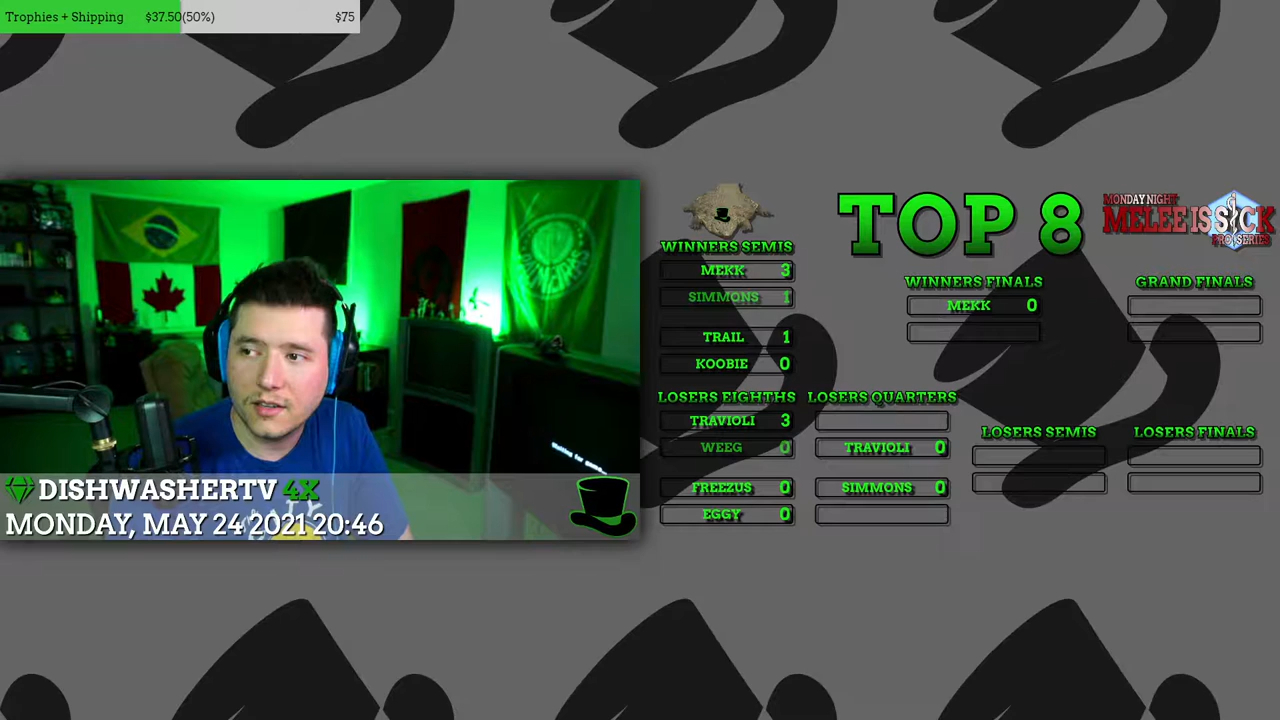 Trophies + Shipping $37.50(50%) $75
TOP 8
MONDAY NIGHT
MELEE IS SICK
PRO SERIES
WINNERS SEMIS
MEKK 3
SIMMONS 1
TRAIL 1
KOOBIE 0
WINNERS FINALS
MEKK 0
GRAND FINALS
LOSERS EIGHTHS
TRAVIOLI 3
WEEG 0
FREEZUS 0
EGGY 0
LOSERS QUARTERS
TRAVIOLI 0
SIMMONS 0
LOSERS SEMIS
LOSERS FINALS
DISHWASHERTV 4X
MONDAY, MAY 24 2021 20:46